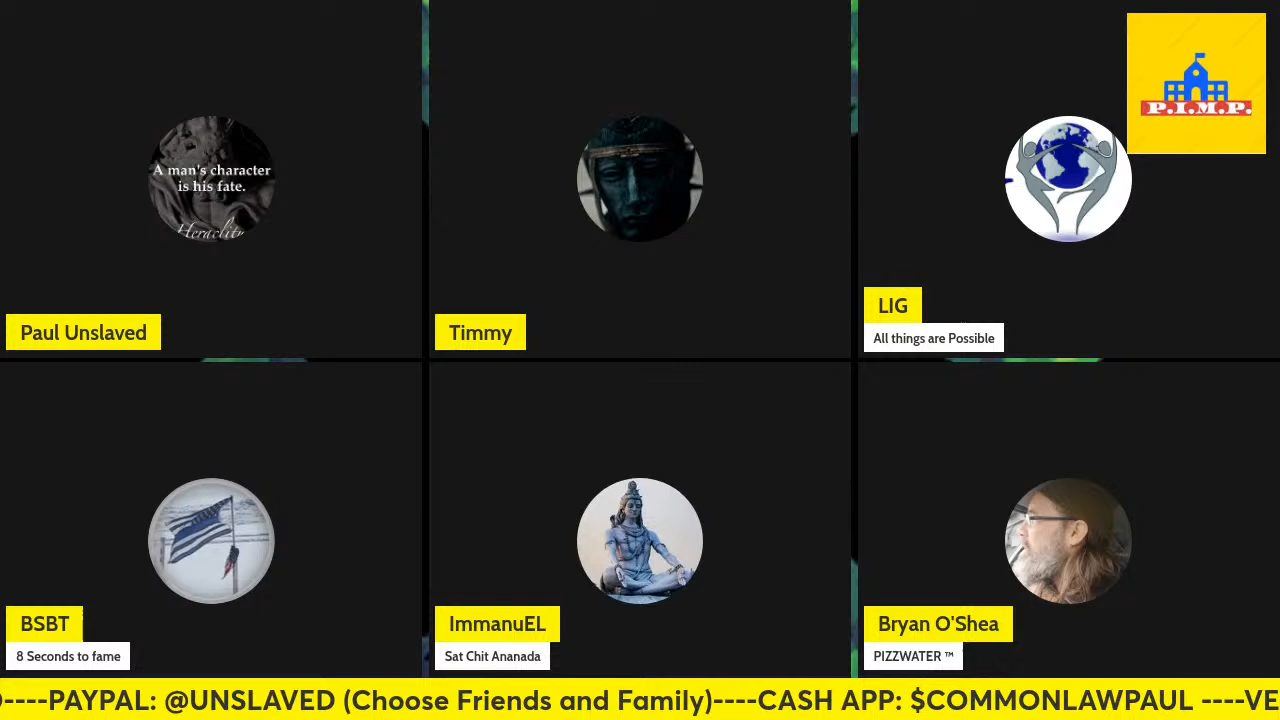 A man's character
is his fate.
Paul Unslaved
Timmy
P.I.M.P.
LIG
All things are Possible
BSBT
8 Seconds to fame
ImmanuEL
Sat Chit Ananada
Bryan O'Shea
PIZZWATER ™
----PAYPAL: @UNSLAVED (Choose Friends and Family)----CASH APP: $COMMONLAWPAUL ----VE